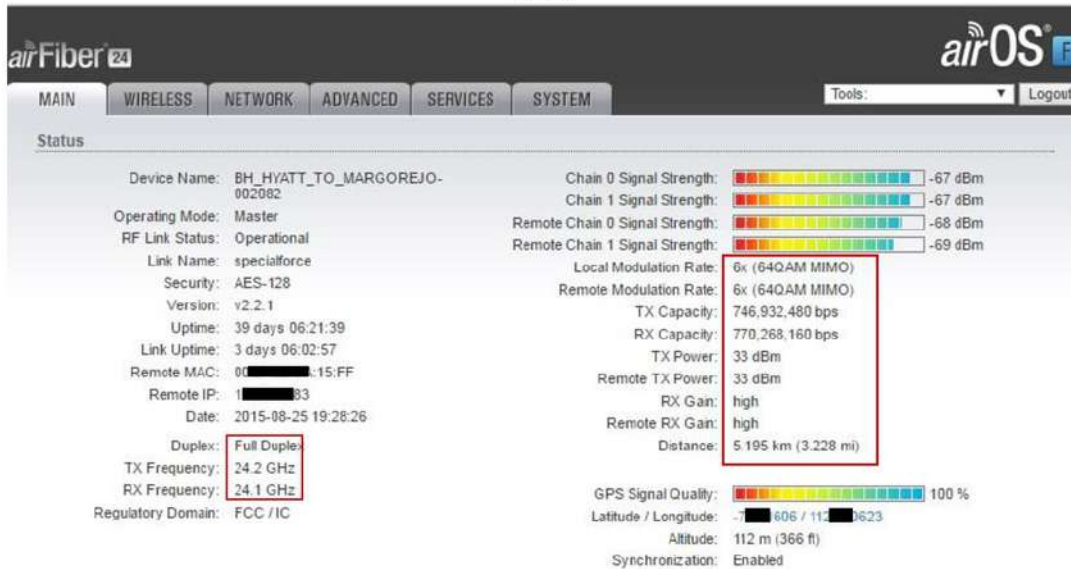 airFiber 24
airOS F
MAIN WIRELESS NETWORK ADVANCED SERVICES SYSTEM Tools: Logout
Status
Device Name: BH_HYATT_TO_MARGOREJO-
002082
Operating Mode: Master
RF Link Status: Operational
Link Name: specialforce
Security: AES-128
Version: v2.2.1
Uptime: 39 days 06:21:39
Link Uptime: 3 days 06:02:57
Remote MAC: :15:FF
Remote IP: 1 83
Date: 2015-08-25 19:28:26
Duplex: Full Duplex
TX Frequency: 24.2 GHz
RX Frequency: 24.1 GHz
Regulatory Domain: FCC / IC
Chain 0 Signal Strength: -67 dBm
Chain 1 Signal Strength: -67 dBm
Remote Chain 0 Signal Strength: -68 dBm
Remote Chain 1 Signal Strength: -69 dBm
Local Modulation Rate: 6x (64QAM MIMO)
Remote Modulation Rate: 6x (64QAM MIMO)
TX Capacity: 746,932,480 bps
RX Capacity: 770,268,160 bps
TX Power: 33 dBm
Remote TX Power: 33 dBm
RX Gain: high
Remote RX Gain: high
Distance: 5.195 km (3.228 mi)
GPS Signal Quality: 100 %
Latitude / Longitude: -7 606 / 112 0623
Altitude: 112 m (366 ft)
Synchronization: Enabled